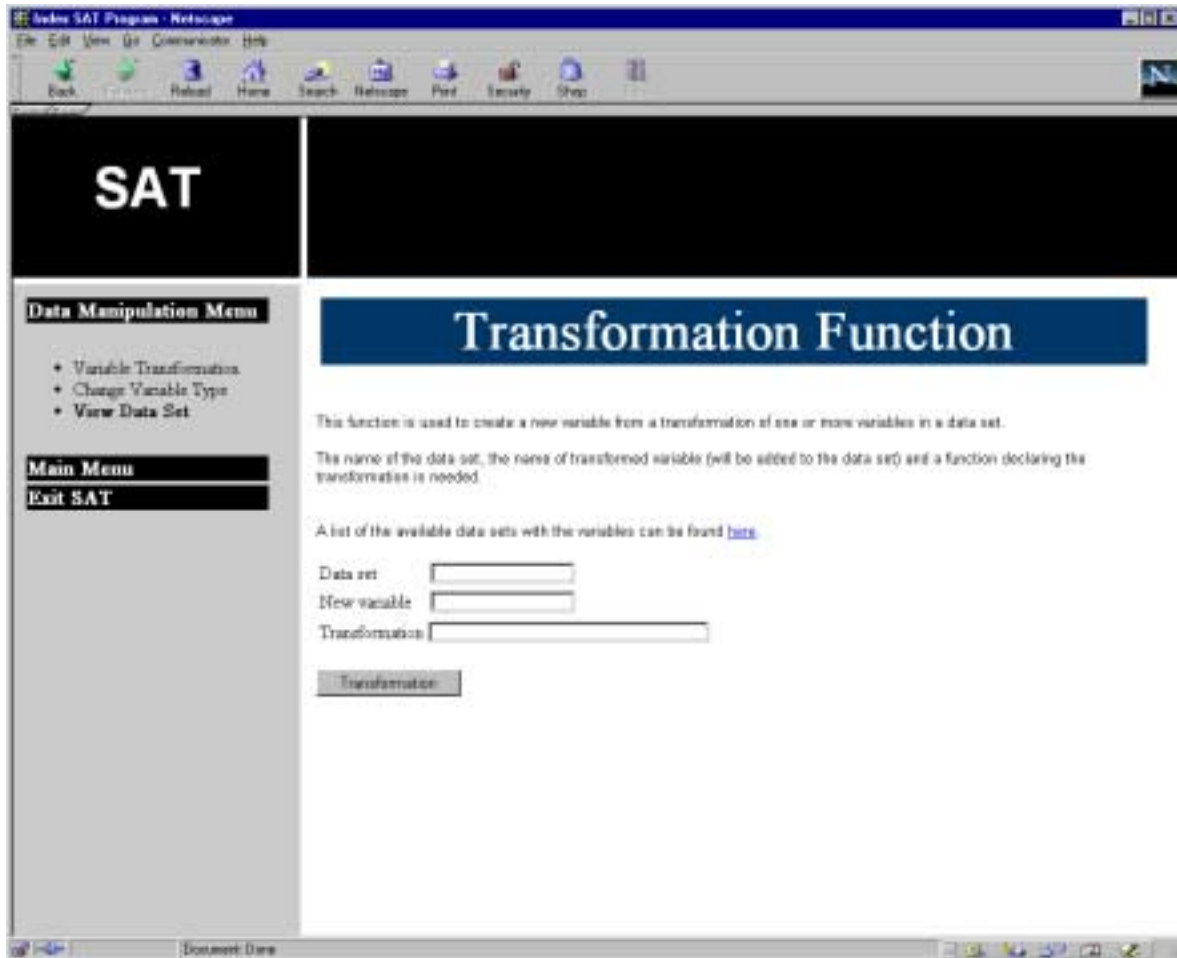 Index SAT Program - Netscape
File Edit View Go Communicator Help
Back Reload Home Search Netscape Print Security Shop
N
SAT
Data Manipulation Menu
Transformation Function
• Variable Transformation
• Change Variable Type
• View Data Set
This function is used to create a new variable from a transformation of one or more variables in a data set.
Main Menu
The name of the data set, the name of transformed variable (will be added to the data set) and a function declaring the
transformation is needed.
Exit SAT
A list of the available data sets with the variables can be found here.
Data set
New variable
Transformation
Transformation
Document: Done